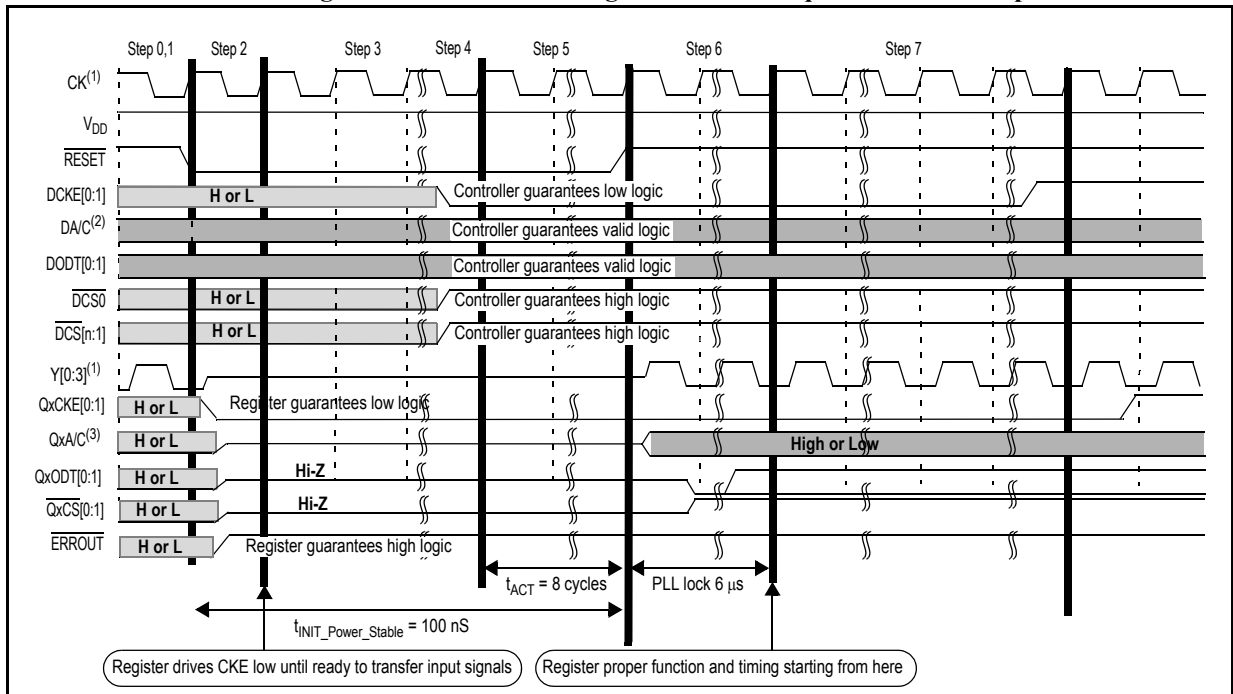 Step 0,1 Step 2 Step 3 Step 4 Step 5 Step 6 Step 7
CK(1)
VDD
RESET
DCKE[0:1] H or L Controller guarantees low logic
DA/C(2) Controller guarantees valid logic
DODT[0:1] Controller guarantees valid logic
DCS0 H or L Controller guarantees high logic
DCS[n:1] H or L Controller guarantees high logic
Y[0:3](1)
QxCKE[0:1] H or L Register guarantees low logic
QxA/C(3) H or L High or Low
QxODT[0:1] H or L Hi-Z
QxCS[0:1] H or L Hi-Z
ERROUT H or L Register guarantees high logic
tACT = 8 cycles PLL lock 6 µs
tINIT_Power_Stable = 100 nS
Register drives CKE low until ready to transfer input signals Register proper function and timing starting from here